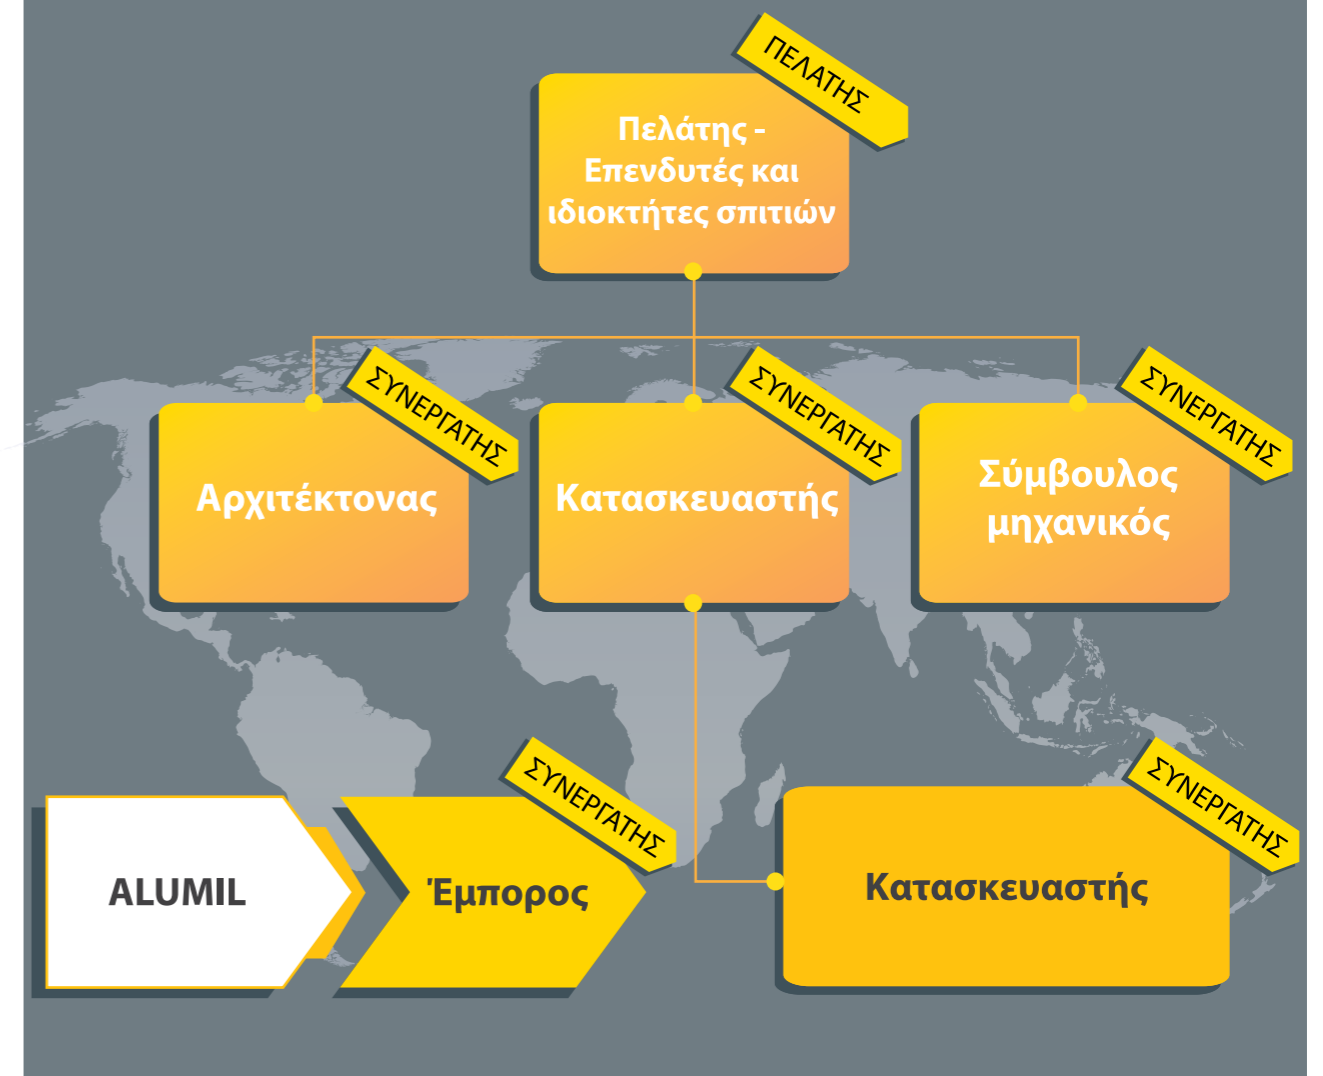 ΠΕΛΑΤΗΣ
Πελάτης -
Επενδυτές και
ιδιοκτήτες σπιτιών
ΣΥΝΕΡΓΑΤΗΣ
Αρχιτέκτονας
ΣΥΝΕΡΓΑΤΗΣ
Κατασκευαστής
ΣΥΝΕΡΓΑΤΗΣ
Σύμβουλος
μηχανικός
ALUMIL
ΣΥΝΕΡΓΑΤΗΣ
Έμπορος
ΣΥΝΕΡΓΑΤΗΣ
Κατασκευαστής